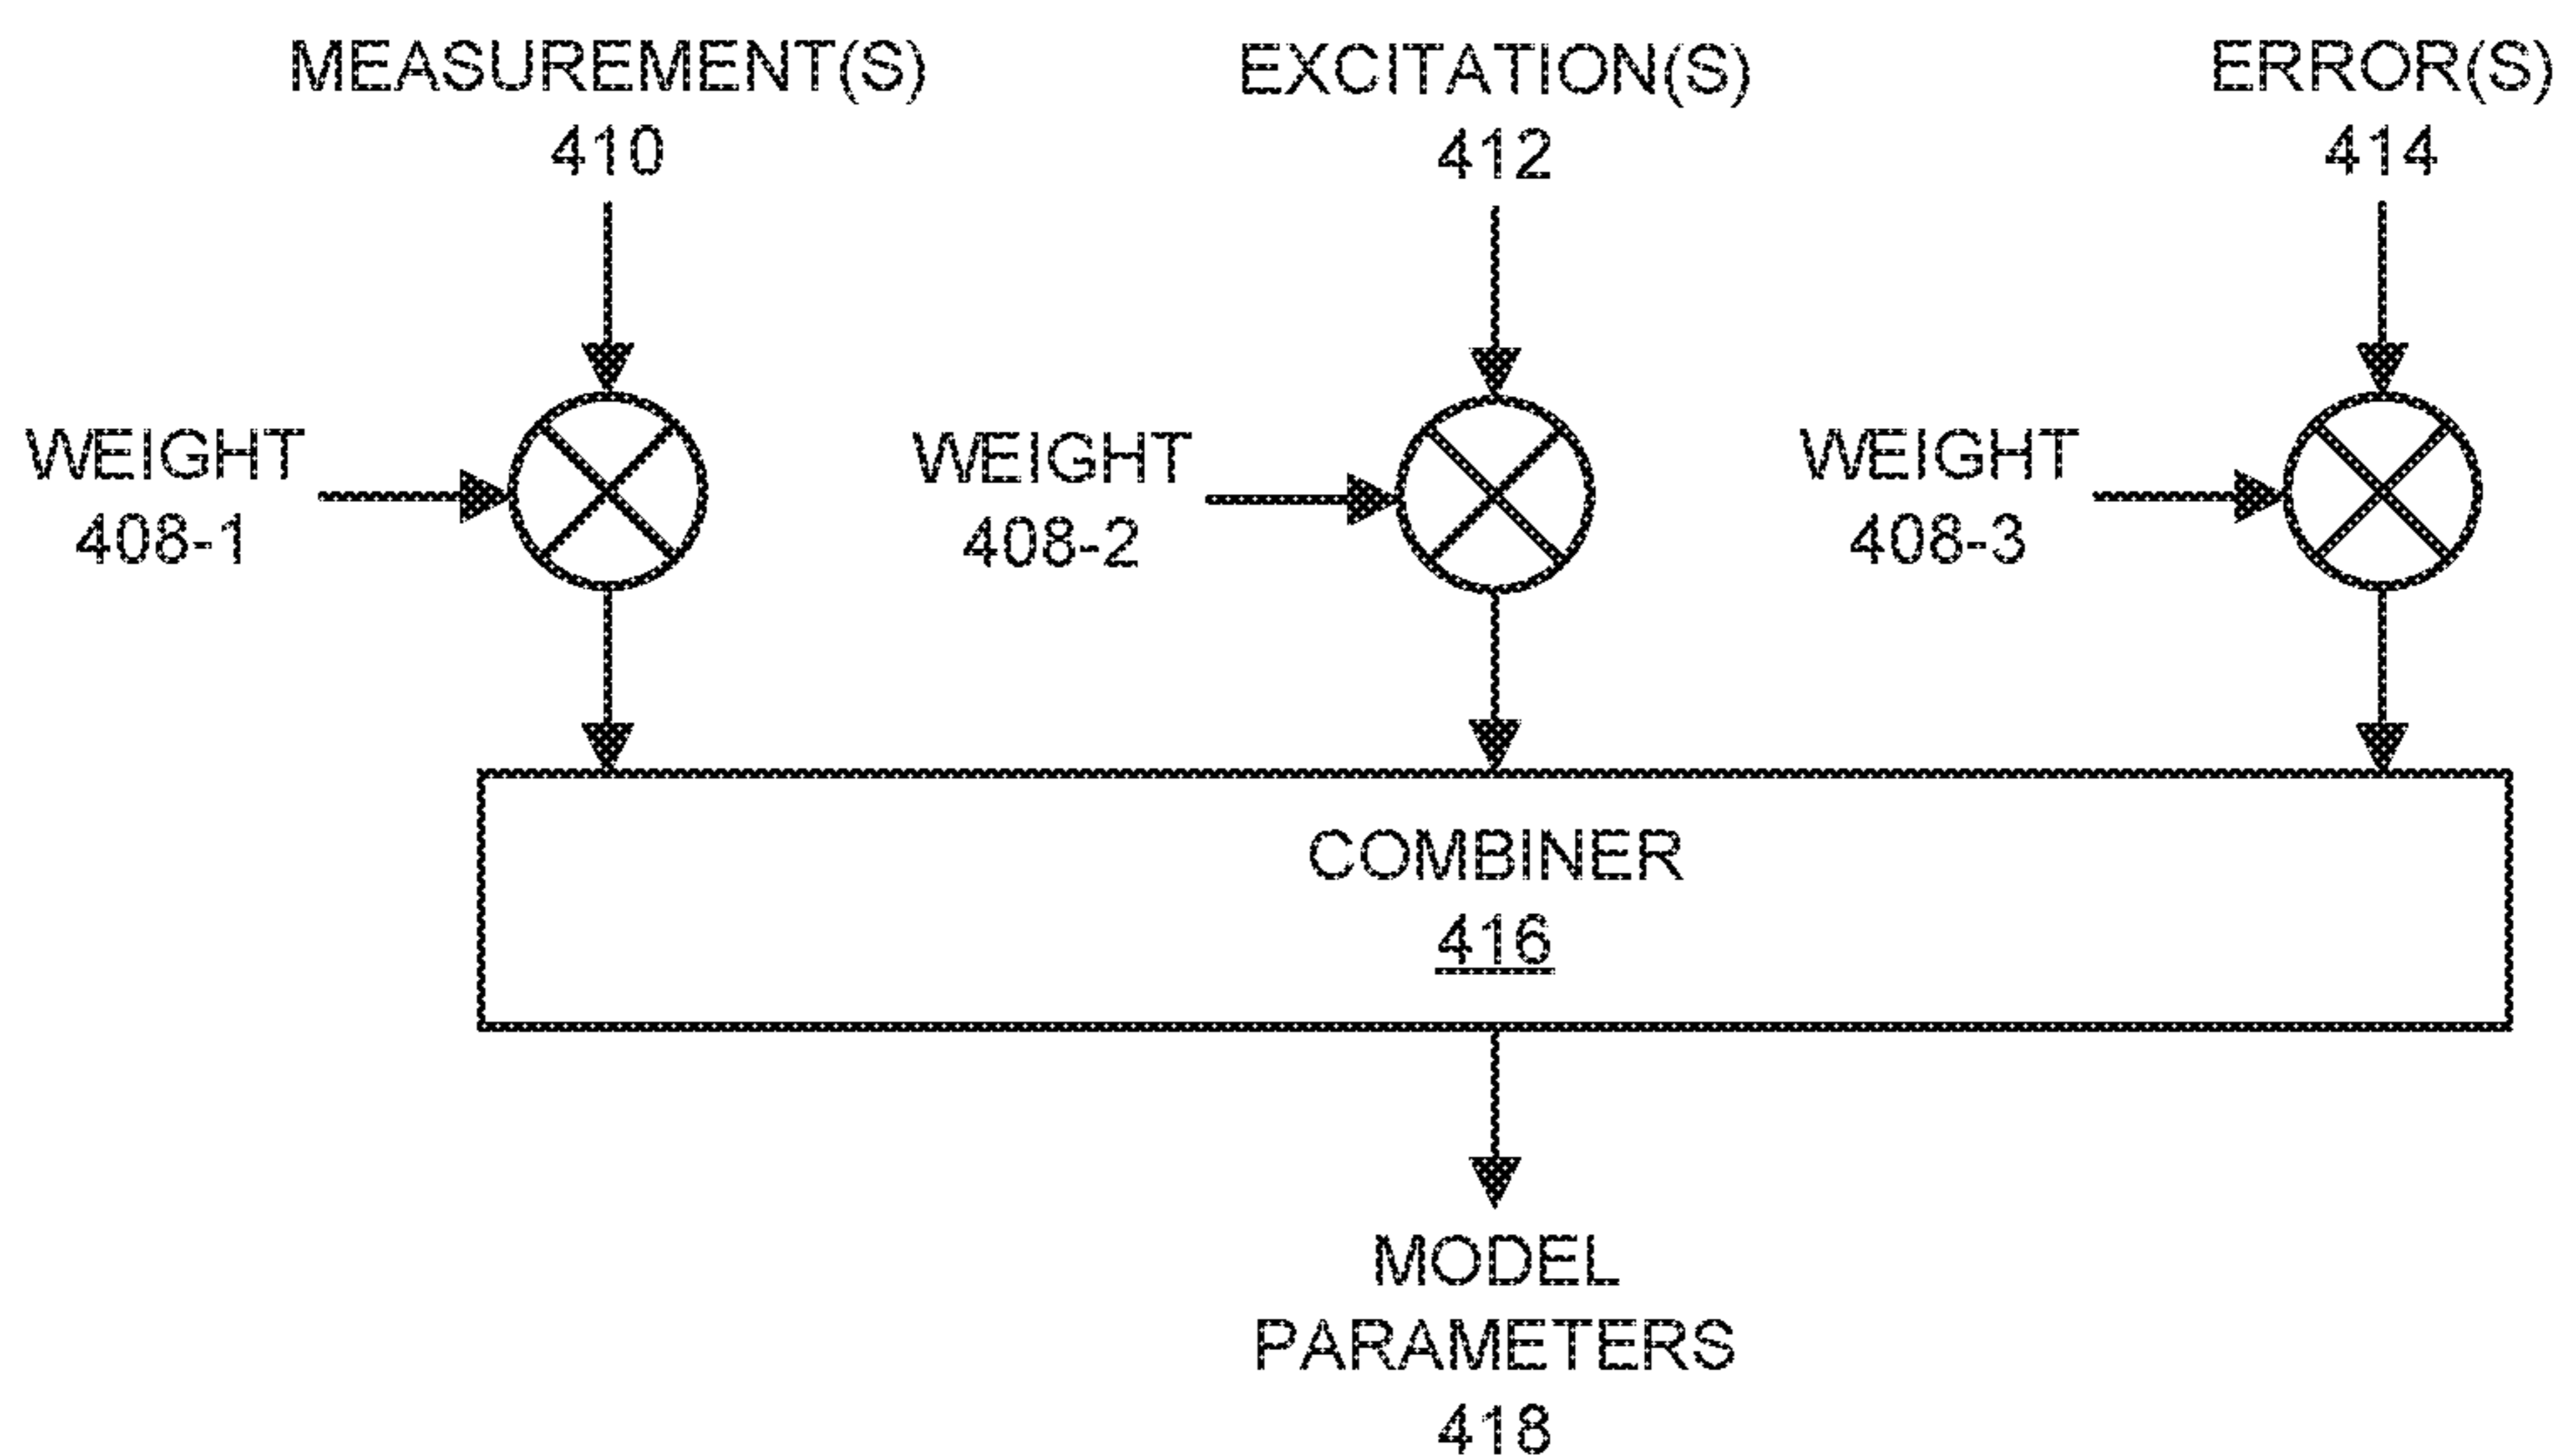 MEASUREMENT(S)
410
EXCITATION(S)
412
ERROR(S)
414
WEIGHT
408-1
WEIGHT
408-2
WEIGHT
408-3
COMBINER
416
MODEL
PARAMETERS
418